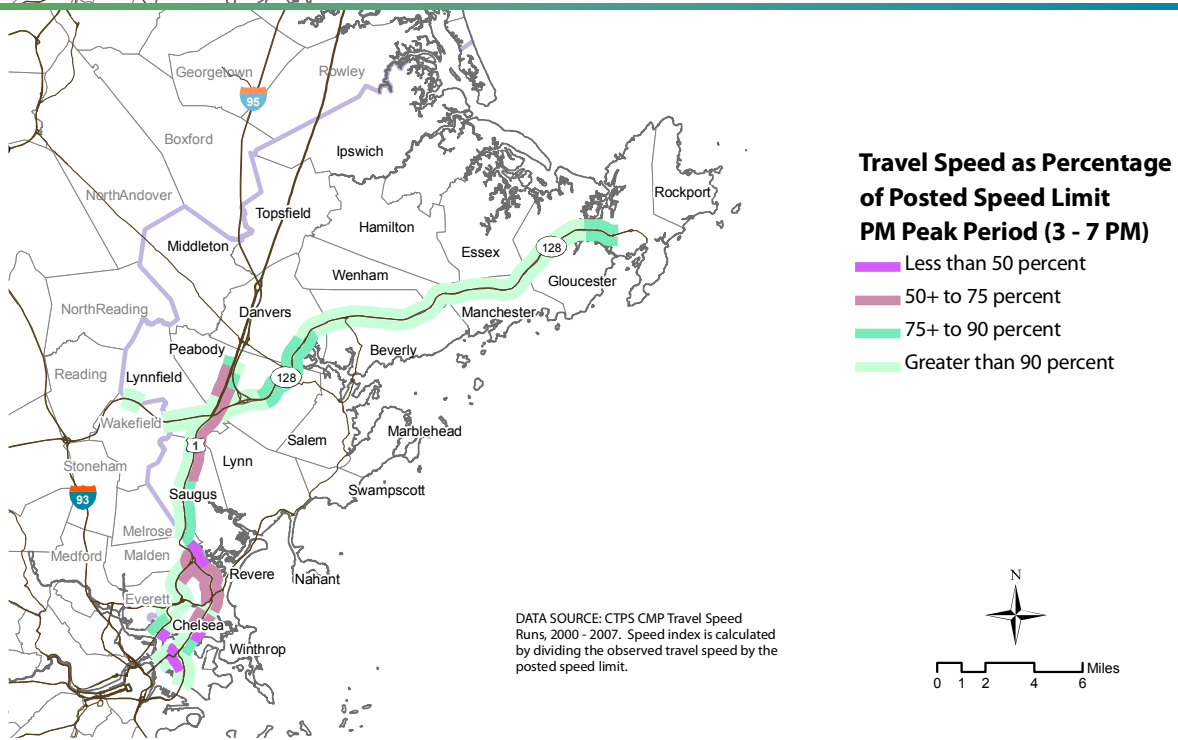 Georgetown
Rowley
95
Boxford
Ipswich
Rockport
NorthAndover
Topsfield
Hamilton
Middleton
128
Essex
Wenham
Gloucester
NorthReading
Danvers
Manchester
Peabody
Beverly
Reading
Lynnfield
128
Wakefield
Marblehead
1
Salem
Lynn
Stoneham
Swampscott
93
Saugus
Melrose
Medford
Malden
Revere
Nahant
Everett
Chelsea
Winthrop
Travel Speed as Percentage
of Posted Speed Limit
PM Peak Period (3 - 7 PM)
Less than 50 percent
50+ to 75 percent
75+ to 90 percent
Greater than 90 percent
DATA SOURCE: CTPS CMP Travel Speed
Runs, 2000 - 2007.  Speed index is calculated
by dividing the observed travel speed by the
posted speed limit.
N
Miles
0 1 2 4 6